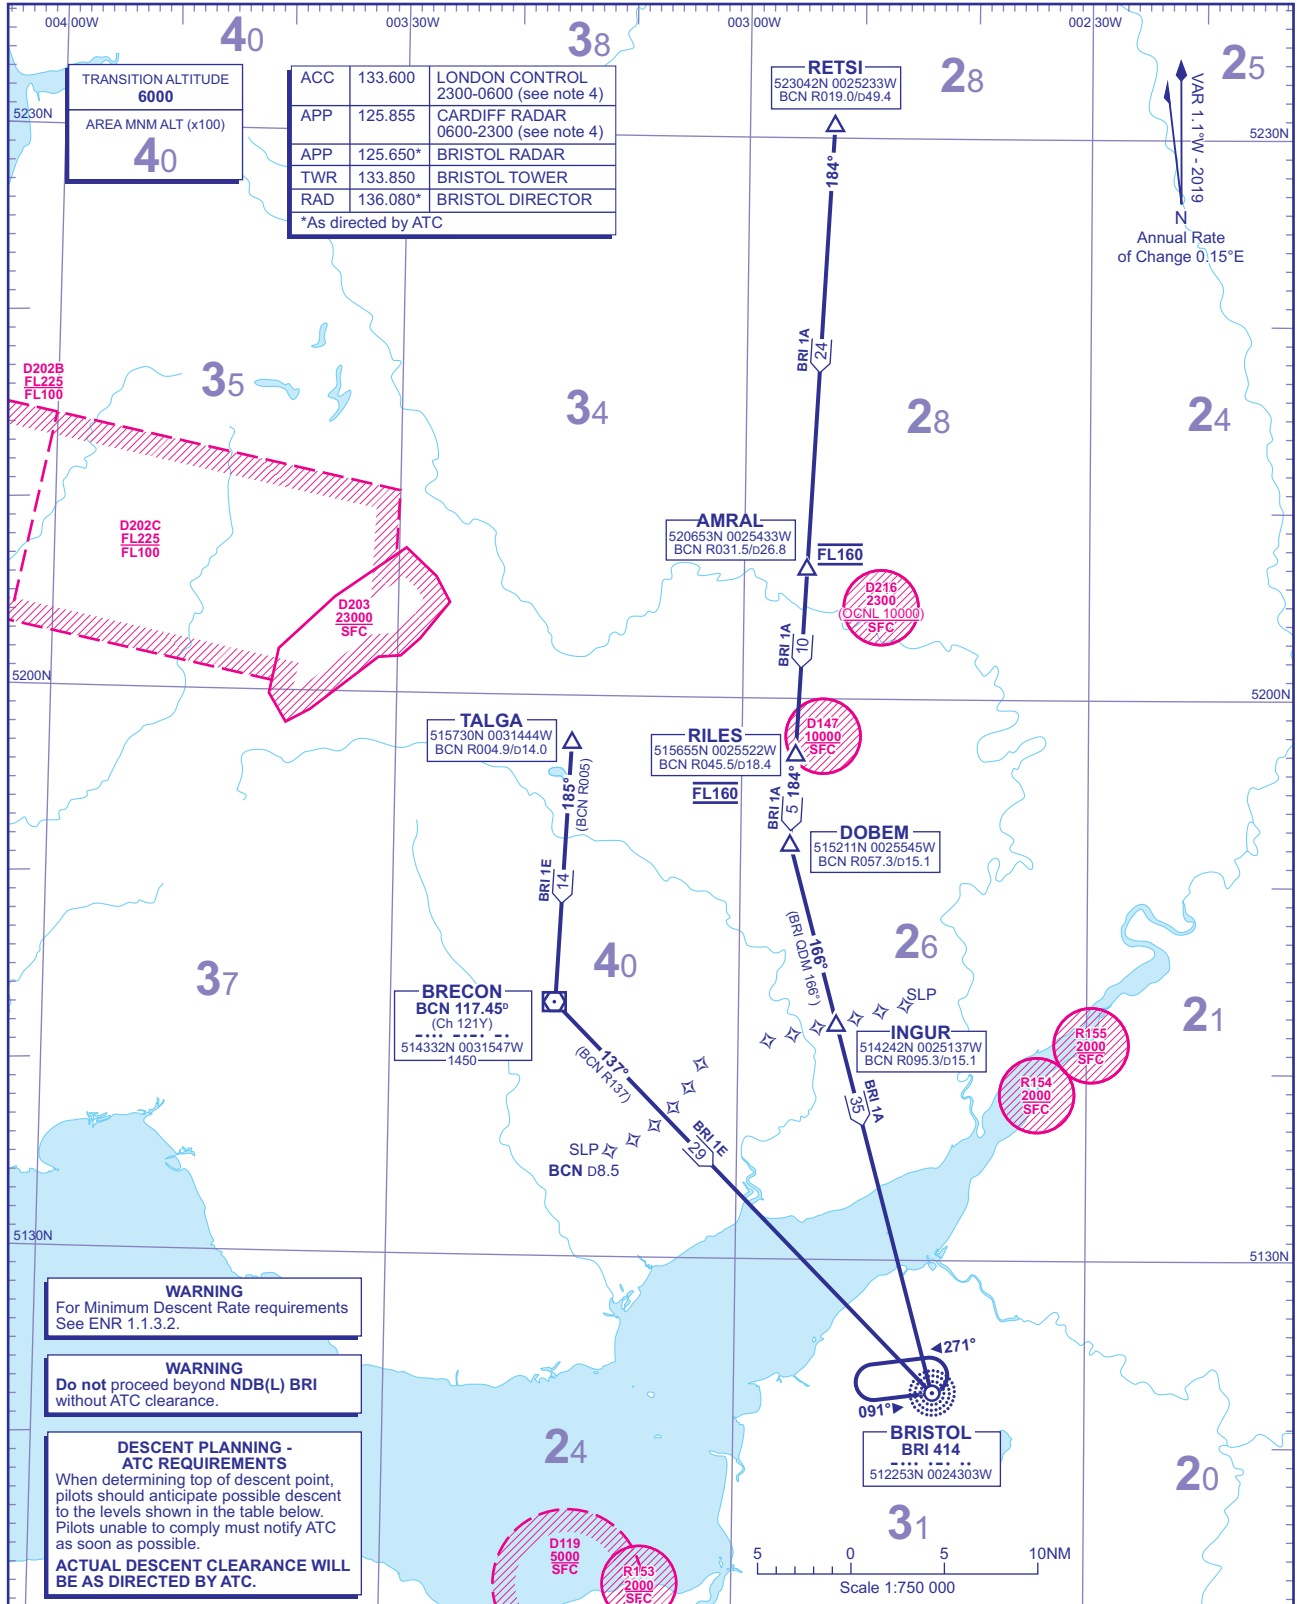 004 00W
003 30W
003 00W
002 30W
40
38
28
25
TRANSITION ALTITUDE
6000
AREA MNM ALT (x100)
40
ACC 133.600 LONDON CONTROL
2300-0600 (see note 4)
APP 125.855 CARDIFF RADAR
0600-2300 (see note 4)
APP 125.650* BRISTOL RADAR
TWR 133.850 BRISTOL TOWER
RAD 136.080* BRISTOL DIRECTOR
*As directed by ATC
RETSI
523042N 0025233W
BCN R019.0/D49.4
VAR 1.1°W - 2019
N
Annual Rate
of Change 0.15°E
5230N
5230N
184°
BRI 1A
24
D202B
FL225
FL100
35
34
28
24
D202C
FL225
FL100
AMRAL
520653N 0025433W
BCN R031.5/D26.8
FL160
D216
2300
(OCNL 10000)
SFC
D203
23000
SFC
BRI 1A
10
5200N
5200N
TALGA
515730N 0031444W
BCN R004.9/D14.0
RILES
515655N 0025522W
BCN R045.5/D18.4
FL160
D147
10000
SFC
185°
(BCN R005)
BRI 1A
5
184°
DOBEM
515211N 0025545W
BCN R057.3/D15.1
BRI 1E
14
166°
(BRI QDM 166°)
37
40
26
21
BRECON
BCN 117.45D
(Ch 121Y)
514332N 0031547W
1450
SLP
INGUR
514242N 0025137W
BCN R095.3/D15.1
R155
2000
SFC
R154
2000
SFC
137°
(BCN R137)
BRI 1A
35
BRI 1E
29
SLP
BCN D8.5
5130N
5130N
WARNING
For Minimum Descent Rate requirements
See ENR 1.1.3.2.
WARNING
Do not proceed beyond NDB(L) BRI
without ATC clearance.
271°
091°
BRISTOL
BRI 414
512253N 0024303W
DESCENT PLANNING -
ATC REQUIREMENTS
When determining top of descent point,
pilots should anticipate possible descent
to the levels shown in the table below.
Pilots unable to comply must notify ATC
as soon as possible.
ACTUAL DESCENT CLEARANCE WILL
BE AS DIRECTED BY ATC.
24
20
31
D119
5000
SFC
R153
2000
SFC
5 0 5 10NM
Scale 1:750 000